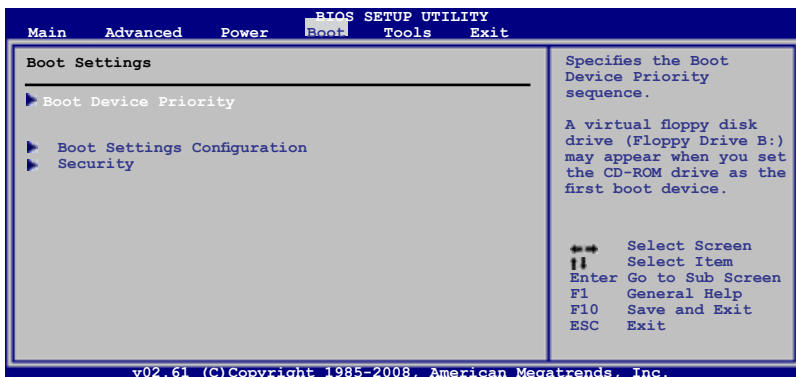 BIOS SETUP UTILITY
Main Advanced Power Boot Tools Exit
Boot Settings
Boot Device Priority
Boot Settings Configuration
Security
Specifies the Boot
Device Priority
sequence.
A virtual floppy disk
drive (Floppy Drive B:)
may appear when you set
the CD-ROM drive as the
first boot device.
Select Screen
Select Item
Enter Go to Sub Screen
F1 General Help
F10 Save and Exit
ESC Exit
v02.61 (C)Copyright 1985-2008, American Megatrends, Inc.